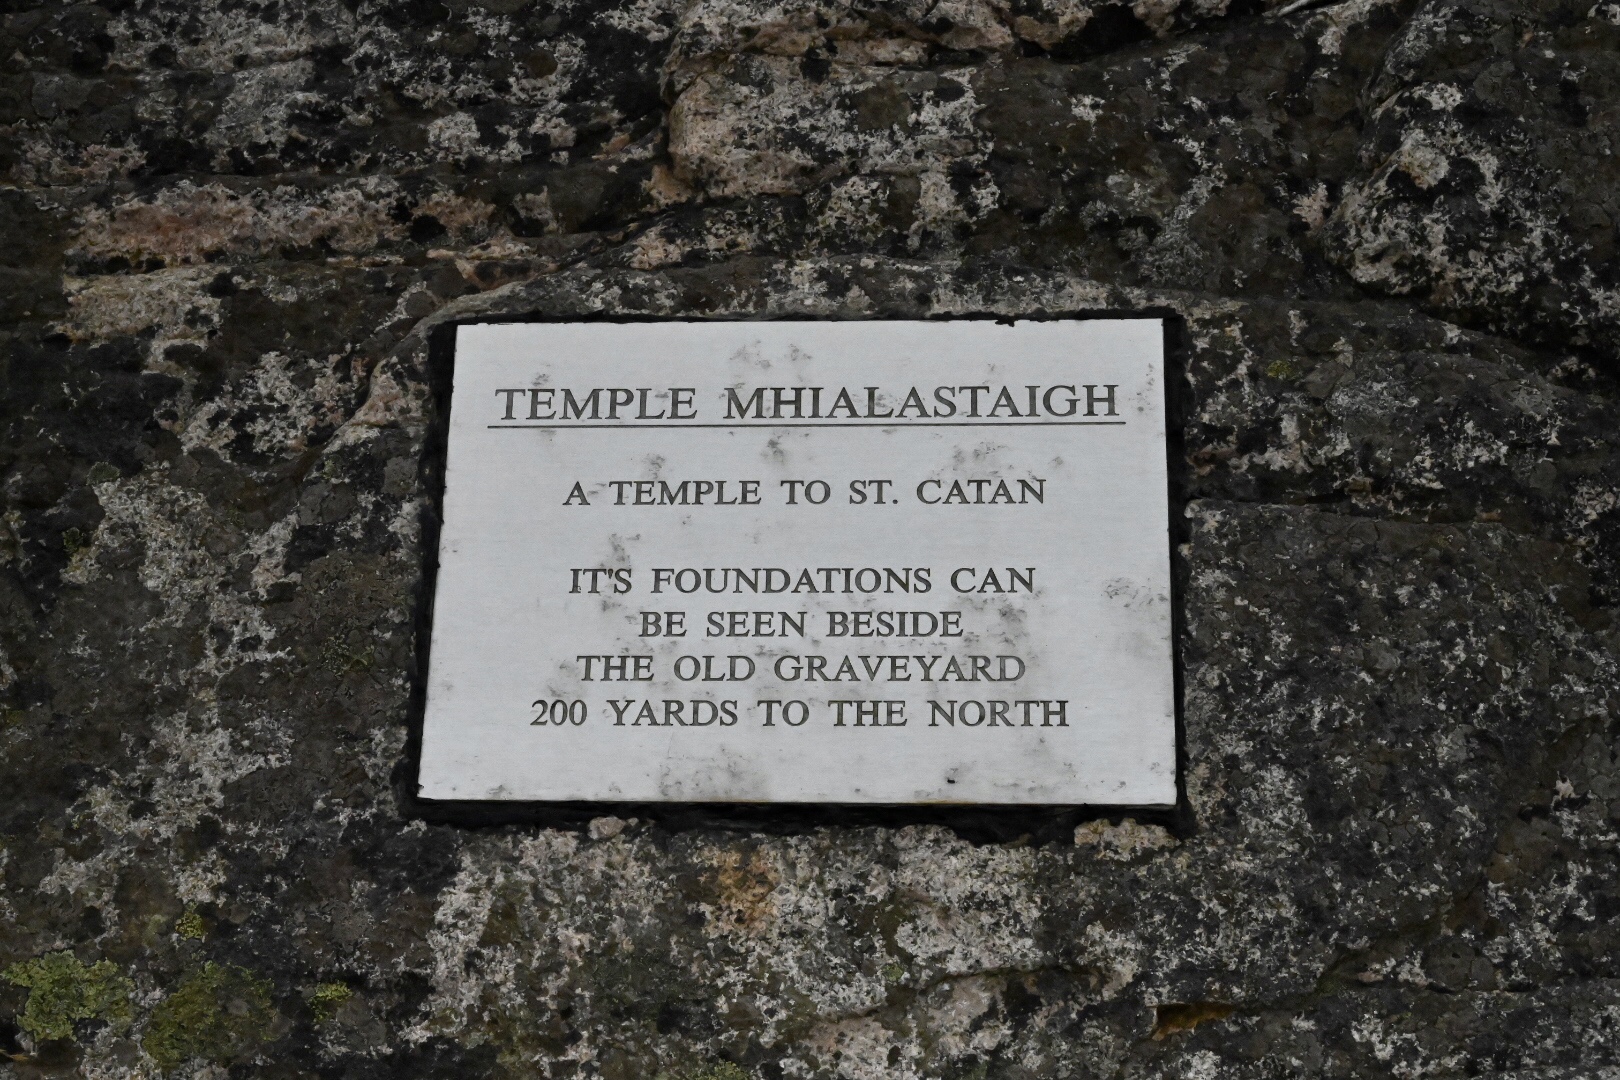 TEMPLE MHIALASTAIGH
A TEMPLE TO ST. CATAN
IT'S FOUNDATIONS CAN
BE SEEN BESIDE
THE OLD GRAVEYARD
200 YARDS TO THE NORTH